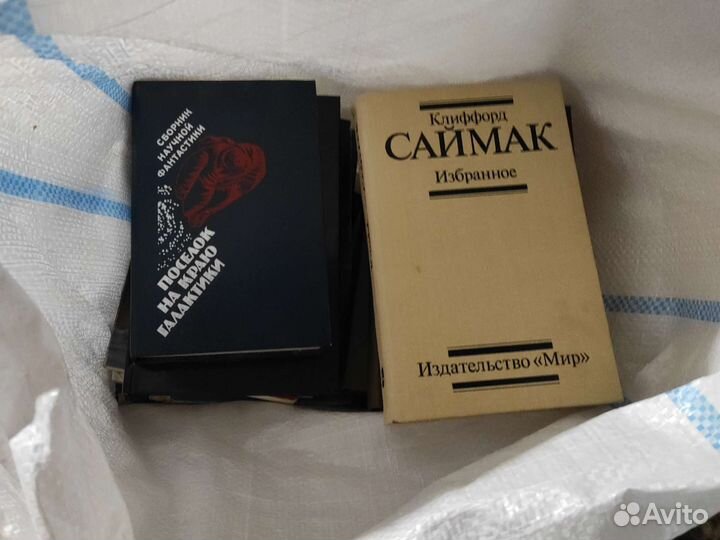 СБОРНИК
НАУЧНОЙ
ФАНТАСТИКИ
ПОСЕЛОК
НА КРАЮ
ГАЛАКТИКИ
Клиффорд
САЙМАК
Избранное
Издательство «Мир»
Avito